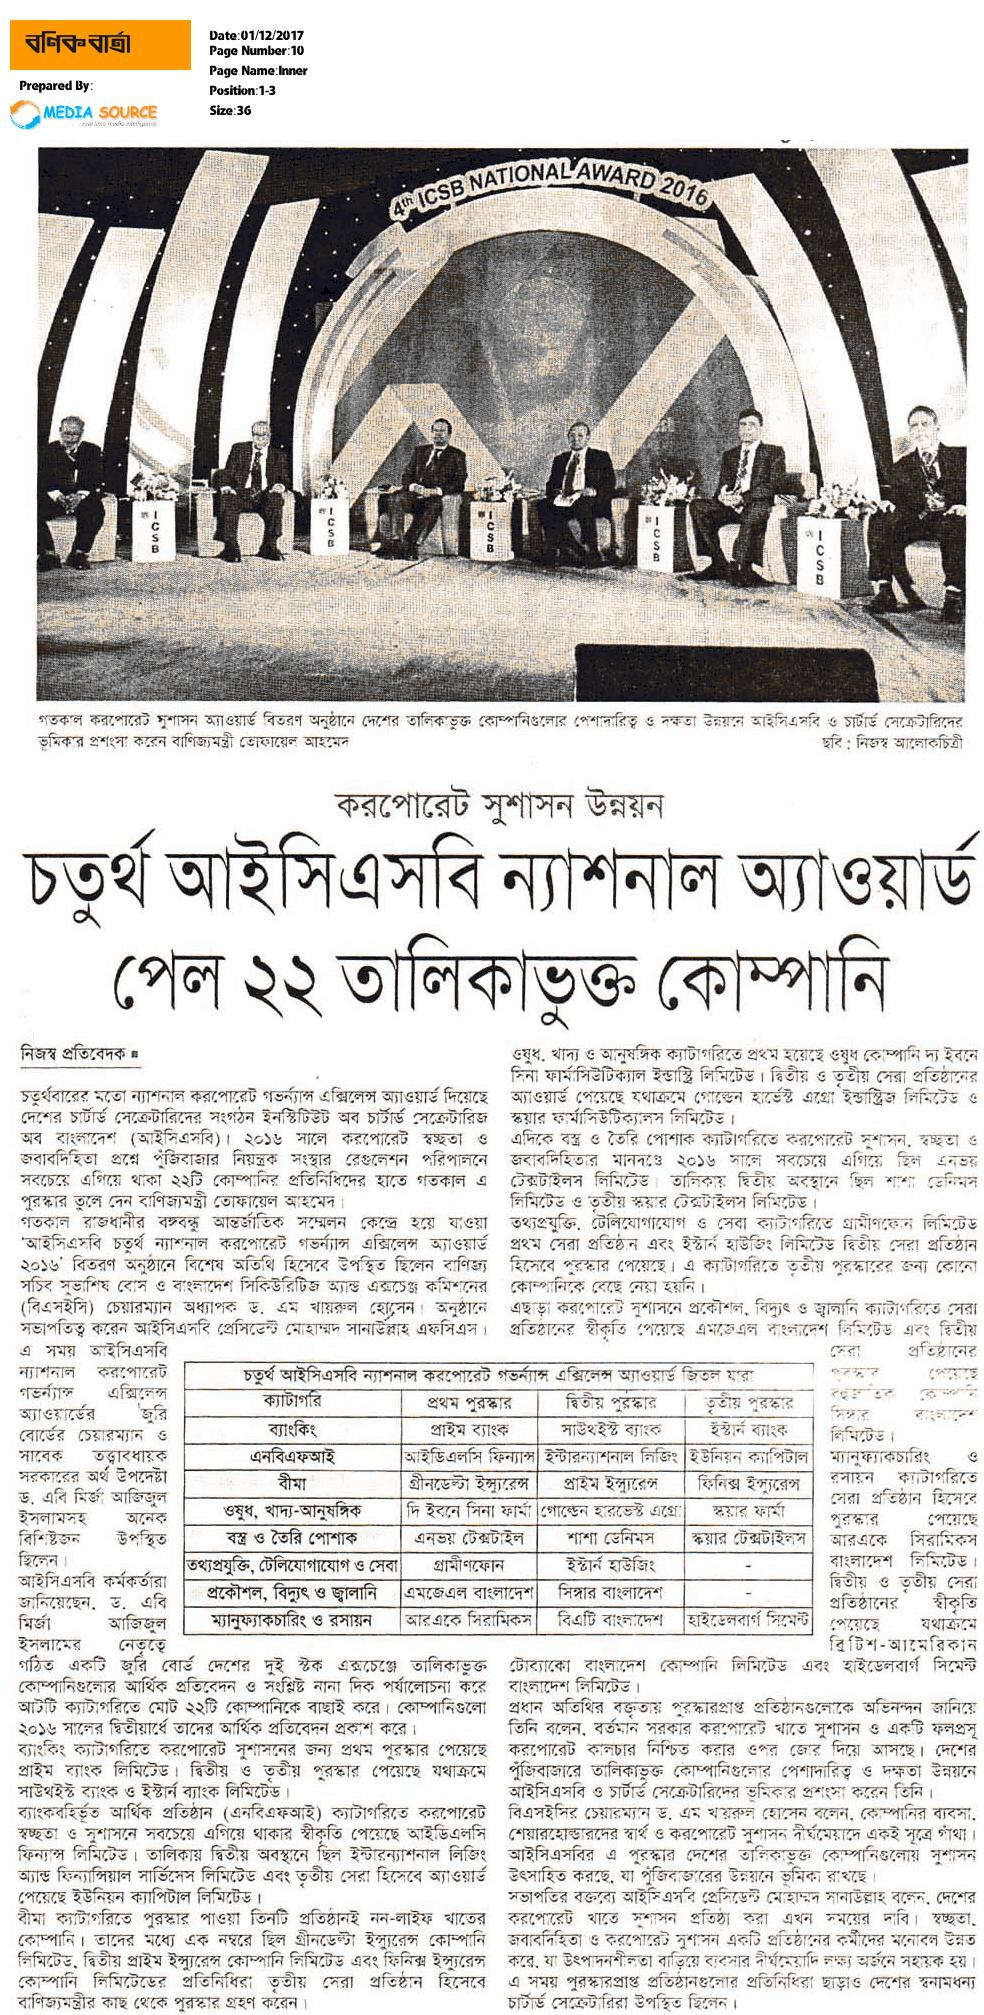 বণিক বার্তা
Prepared By:
MEDIA SOURCE
Date:01/12/2017
Page Number:10
Page Name:Inner
Position:1-3
Size:36
4th ICSB NATIONAL AWARD 2016
ICSB
ICSB
ICSB
ICSB
ICSB
গতকাল করপোরেট সুশাসন অ্যাওয়ার্ড বিতরণ অনুষ্ঠানে দেশের তালিকাভুক্ত কোম্পানিগুলোর পেশাদারিত্ব ও দক্ষতা উন্নয়নে আইসিএসবি ও চার্টার্ড সেক্রেটারিদের
ভূমিকার প্রশংসা করেন বাণিজ্যমন্ত্রী তোফায়েল আহমেদ
ছবি : নিজস্ব আলোকচিত্রী
করপোরেট সুশাসন উন্নয়ন
চতুর্থ আইসিএসবি ন্যাশনাল অ্যাওয়ার্ড
পেল ২২ তালিকাভুক্ত কোম্পানি
নিজস্ব প্রতিবেদক
চতুর্থবারের মতো ন্যাশনাল করপোরেট গভর্ন্যান্স এক্সিলেন্স অ্যাওয়ার্ড দিয়েছে
দেশের চার্টার্ড সেক্রেটারিদের সংগঠন ইনস্টিটিউট অব চার্টার্ড সেক্রেটারিজ
অব বাংলাদেশ (আইসিএসবি)। ২০১৬ সালে করপোরেট স্বচ্ছতা ও
জবাবদিহিতা প্রশ্নে পুঁজিবাজার নিয়ন্ত্রক সংস্থার রেগুলেশন পরিপালনে
সবচেয়ে এগিয়ে থাকা ২২টি কোম্পানির প্রতিনিধিদের হাতে গতকাল এ
পুরস্কার তুলে দেন বাণিজ্যমন্ত্রী তোফায়েল আহমেদ।
গতকাল রাজধানীর বঙ্গবন্ধু আন্তর্জাতিক সম্মেলন কেন্দ্রে হয়ে যাওয়া
'আইসিএসবি চতুর্থ ন্যাশনাল করপোরেট গভর্ন্যান্স এক্সিলেন্স অ্যাওয়ার্ড
২০১৬' বিতরণ অনুষ্ঠানে বিশেষ অতিথি হিসেবে উপস্থিত ছিলেন বাণিজ্য
সচিব সুভাশিষ বোস ও বাংলাদেশ সিকিউরিটিজ অ্যান্ড এক্সচেঞ্জ কমিশনের
(বিএসইসি) চেয়ারম্যান অধ্যাপক ড. এম খায়রুল হোসেন। অনুষ্ঠানে
সভাপতিত্ব করেন আইসিএসবি প্রেসিডেন্ট মোহাম্মদ সানাউল্লাহ এফসিএস।
এ সময় আইসিএসবি
ন্যাশনাল করপোরেট
গভর্ন্যান্স এক্সিলেন্স
অ্যাওয়ার্ডের জুরি
বোর্ডের চেয়ারম্যান ও
সাবেক তত্ত্বাবধায়ক
সরকারের অর্থ উপদেষ্টা
ড. এবি মির্জা আজিজুল
ইসলামসহ অনেক
বিশিষ্টজন উপস্থিত
ছিলেন।
আইসিএসবি কর্মকর্তারা
জানিয়েছেন, ড. এবি
মির্জা আজিজুল
ইসলামের নেতৃত্বে
গঠিত একটি জুরি বোর্ড দেশের দুই স্টক এক্সচেঞ্জে তালিকাভুক্ত
কোম্পানিগুলোর আর্থিক প্রতিবেদন ও সংশ্লিষ্ট নানা দিক পর্যালোচনা করে
আটটি ক্যাটাগরিতে মোট ২২টি কোম্পানিকে বাছাই করে। কোম্পানিগুলো
২০১৬ সালের দ্বিতীয়ার্ধে তাদের আর্থিক প্রতিবেদন প্রকাশ করে।
ব্যাংকিং ক্যাটাগরিতে করপোরেট সুশাসনের জন্য প্রথম পুরস্কার পেয়েছে
প্রাইম ব্যাংক লিমিটেড। দ্বিতীয় ও তৃতীয় পুরস্কার পেয়েছে যথাক্রমে
সাউথইস্ট ব্যাংক ও ইস্টার্ন ব্যাংক লিমিটেড।
ব্যাংকবহির্ভূত আর্থিক প্রতিষ্ঠান (এনবিএফআই) ক্যাটাগরিতে করপোরেট
স্বচ্ছতা ও সুশাসনে সবচেয়ে এগিয়ে থাকার স্বীকৃতি পেয়েছে আইডিএলসি
ফিন্যান্স লিমিটেড। তালিকায় দ্বিতীয় অবস্থানে ছিল ইন্টারন্যাশনাল লিজিং
অ্যান্ড ফিন্যান্সিয়াল সার্ভিসেস লিমিটেড এবং তৃতীয় সেরা হিসেবে অ্যাওয়ার্ড
পেয়েছে ইউনিয়ন ক্যাপিটাল লিমিটেড।
বীমা ক্যাটাগরিতে পুরস্কার পাওয়া তিনটি প্রতিষ্ঠানই নন-লাইফ খাতের
কোম্পানি। তাদের মধ্যে এক নম্বরে ছিল গ্রীনডেল্টা ইন্স্যুরেন্স কোম্পানি
লিমিটেড, দ্বিতীয় প্রাইম ইন্স্যুরেন্স কোম্পানি লিমিটেড এবং ফিনিক্স ইন্স্যুরেন্স
কোম্পানি লিমিটেডের প্রতিনিধিরা তৃতীয় সেরা প্রতিষ্ঠান হিসেবে
বাণিজ্যমন্ত্রীর কাছ থেকে পুরস্কার গ্রহণ করেন।
চতুর্থ আইসিএসবি ন্যাশনাল করপোরেট গভর্ন্যান্স এক্সিলেন্স অ্যাওয়ার্ড জিতল যারা
ক্যাটাগরি প্রথম পুরস্কার দ্বিতীয় পুরস্কার তৃতীয় পুরস্কার
ব্যাংকিং প্রাইম ব্যাংক সাউথইস্ট ব্যাংক ইস্টার্ন ব্যাংক
এনবিএফআই আইডিএলসি ফিন্যান্স ইন্টারন্যাশনাল লিজিং ইউনিয়ন ক্যাপিটাল
বীমা গ্রীনডেল্টা ইন্স্যুরেন্স প্রাইম ইন্স্যুরেন্স ফিনিক্স ইন্স্যুরেন্স
ওষুধ, খাদ্য-আনুষঙ্গিক দি ইবনে সিনা ফার্মা গোল্ডেন হারভেস্ট এগ্রো স্কয়ার ফার্মা
বস্ত্র ও তৈরি পোশাক এনভয় টেক্সটাইল শাশা ডেনিমস স্কয়ার টেক্সটাইলস
তথ্যপ্রযুক্তি, টেলিযোগাযোগ ও সেবা গ্রামীণফোন ইস্টার্ন হাউজিং -
প্রকৌশল, বিদ্যুৎ ও জ্বালানি এমজেএল বাংলাদেশ সিঙ্গার বাংলাদেশ -
ম্যানুফ্যাকচারিং ও রসায়ন আরএকে সিরামিকস বিএটি বাংলাদেশ হাইডেলবার্গ সিমেন্ট
ওষুধ, খাদ্য ও আনুষঙ্গিক ক্যাটাগরিতে প্রথম হয়েছে ওষুধ কোম্পানি দ্য ইবনে
সিনা ফার্মাসিউটিক্যাল ইন্ডাস্ট্রি লিমিটেড। দ্বিতীয় ও তৃতীয় সেরা প্রতিষ্ঠানের
অ্যাওয়ার্ড পেয়েছে যথাক্রমে গোল্ডেন হার্ভেস্ট এগ্রো ইন্ডাস্ট্রিজ লিমিটেড ও
স্কয়ার ফার্মাসিউটিক্যালস লিমিটেড।
এদিকে বস্ত্র ও তৈরি পোশাক ক্যাটাগরিতে করপোরেট সুশাসন, স্বচ্ছতা ও
জবাবদিহিতার মানদণ্ডে ২০১৬ সালে সবচেয়ে এগিয়ে ছিল এনভয়
টেক্সটাইলস লিমিটেড। তালিকায় দ্বিতীয় অবস্থানে ছিল শাশা ডেনিমস
লিমিটেড ও তৃতীয় স্কয়ার টেক্সটাইলস লিমিটেড।
তথ্যপ্রযুক্তি, টেলিযোগাযোগ ও সেবা ক্যাটাগরিতে গ্রামীণফোন লিমিটেড
প্রথম সেরা প্রতিষ্ঠান এবং ইস্টার্ন হাউজিং লিমিটেড দ্বিতীয় সেরা প্রতিষ্ঠান
হিসেবে পুরস্কার পেয়েছে। এ ক্যাটাগরিতে তৃতীয় পুরস্কারের জন্য কোনো
কোম্পানিকে বেছে নেয়া হয়নি।
এছাড়া করপোরেট সুশাসনে প্রকৌশল, বিদ্যুৎ ও জ্বালানি ক্যাটাগরিতে সেরা
প্রতিষ্ঠানের স্বীকৃতি পেয়েছে এমজেএল বাংলাদেশ লিমিটেড এবং দ্বিতীয়
সেরা প্রতিষ্ঠানের
পুরস্কার পেয়েছে
বহুজাতিক কোম্পানি
সিঙ্গার বাংলাদেশ
লিমিটেড।
ম্যানুফ্যাকচারিং ও
রসায়ন ক্যাটাগরিতে
সেরা প্রতিষ্ঠান হিসেবে
পুরস্কার পেয়েছে
আরএকে সিরামিকস
বাংলাদেশ লিমিটেড।
দ্বিতীয় ও তৃতীয় সেরা
প্রতিষ্ঠানের স্বীকৃতি
পেয়েছে যথাক্রমে
ব্রিটিশ-আমেরিকান
টোব্যাকো বাংলাদেশ কোম্পানি লিমিটেড এবং হাইডেলবার্গ সিমেন্ট
বাংলাদেশ লিমিটেড।
প্রধান অতিথির বক্তৃতায় পুরস্কারপ্রাপ্ত প্রতিষ্ঠানগুলোকে অভিনন্দন জানিয়ে
তিনি বলেন, বর্তমান সরকার করপোরেট খাতে সুশাসন ও একটি ফলপ্রসূ
করপোরেট কালচার নিশ্চিত করার ওপর জোর দিয়ে আসছে। দেশের
পুঁজিবাজারে তালিকাভুক্ত কোম্পানিগুলোর পেশাদারিত্ব ও দক্ষতা উন্নয়নে
আইসিএসবি ও চার্টার্ড সেক্রেটারিদের ভূমিকার প্রশংসা করেন তিনি।
বিএসইসির চেয়ারম্যান ড. এম খায়রুল হোসেন বলেন, কোম্পানির ব্যবসা,
শেয়ারহোল্ডারদের স্বার্থ ও করপোরেট সুশাসন দীর্ঘমেয়াদে একই সূত্রে গাঁথা।
আইসিএসবির এ পুরস্কার দেশের তালিকাভুক্ত কোম্পানিগুলোয় সুশাসন
উৎসাহিত করছে, যা পুঁজিবাজারের উন্নয়নে ভূমিকা রাখছে।
সভাপতির বক্তব্যে আইসিএসবি প্রেসিডেন্ট মোহাম্মদ সানাউল্লাহ বলেন, দেশের
করপোরেট খাতে সুশাসন প্রতিষ্ঠা করা এখন সময়ের দাবি। স্বচ্ছতা,
জবাবদিহিতা ও করপোরেট সুশাসন একটি প্রতিষ্ঠানের কর্মীদের মনোবল উন্নত
করে, যা উৎপাদনশীলতা বাড়িয়ে ব্যবসার দীর্ঘমেয়াদি লক্ষ্য অর্জনে সহায়ক হয়।
এ সময় পুরস্কারপ্রাপ্ত প্রতিষ্ঠানগুলোর প্রতিনিধিরা ছাড়াও দেশের স্বনামধন্য
চার্টার্ড সেক্রেটারিরা উপস্থিত ছিলেন।